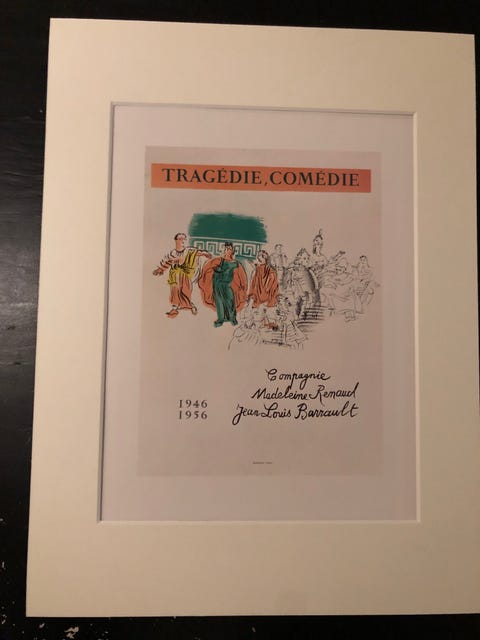 TRAGÉDIE, COMÉDIE
Compagnie
Madeleine Renaud
1946
1956
Jean-Louis Barrault